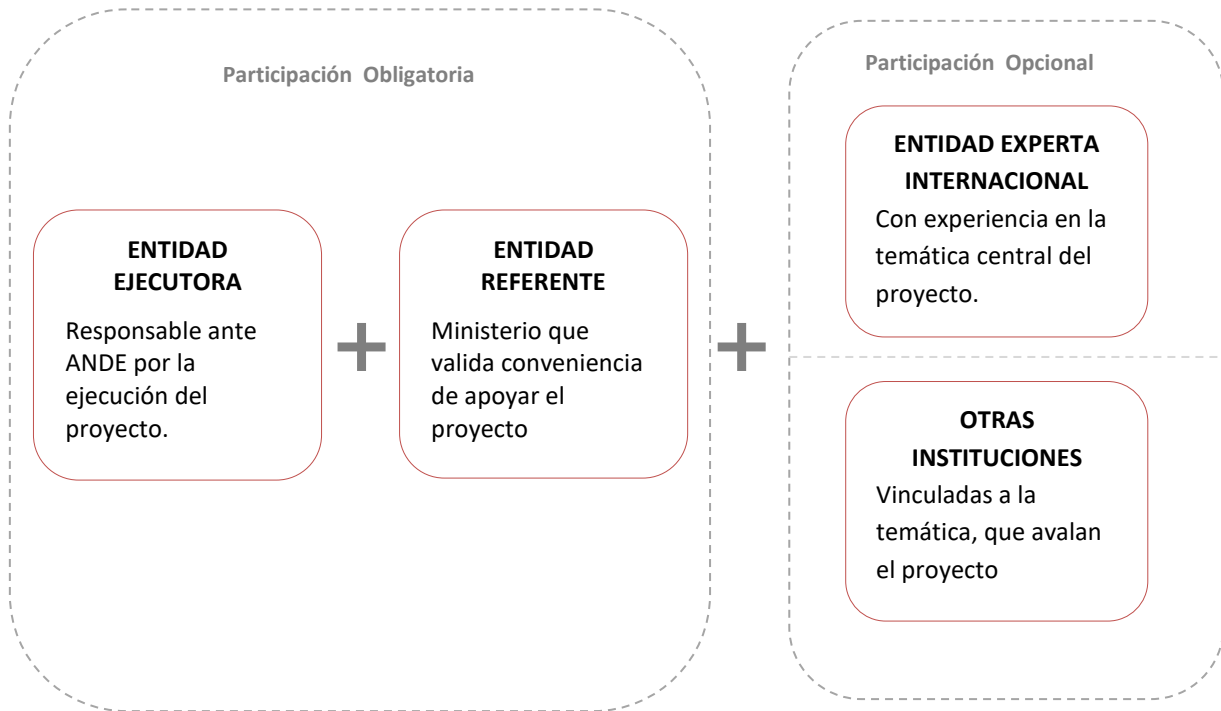 Participación Obligatoria
ENTIDAD
EJECUTORA
Responsable ante
ANDE por la
ejecución del
proyecto.
ENTIDAD
REFERENTE
Ministerio que
valida conveniencia
de apoyar el
proyecto
Participación Opcional
ENTIDAD EXPERTA
INTERNACIONAL
Con experiencia en la
temática central del
proyecto.
OTRAS
INSTITUCIONES
Vinculadas a la
temática, que avalan
el proyecto